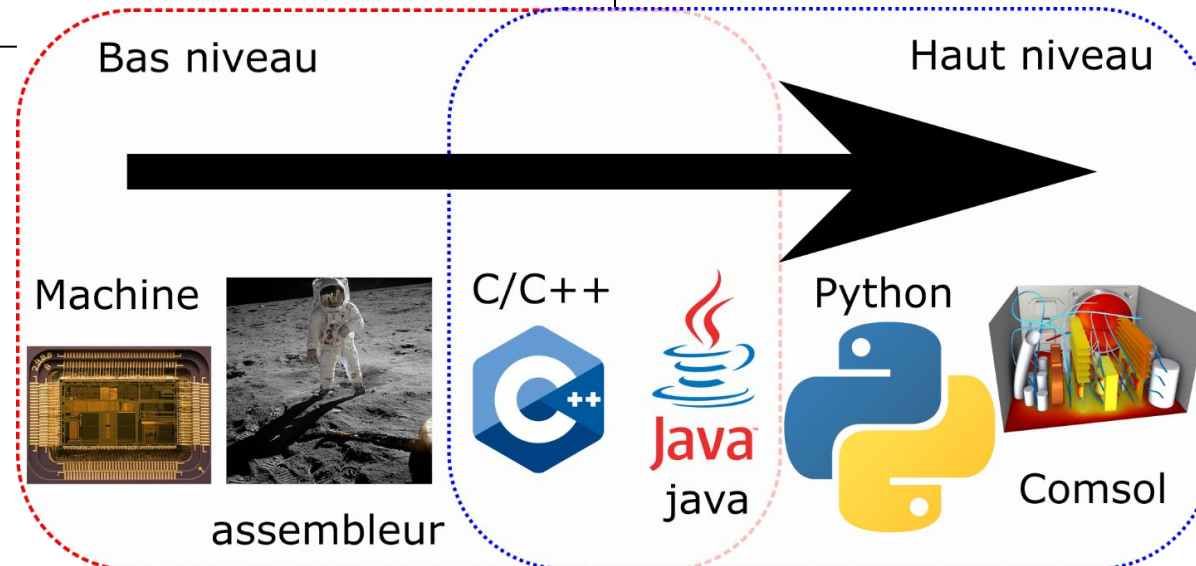 Bas niveau
Haut niveau
Machine
assembleur
C/C++
C++
Java
java
Python
Comsol